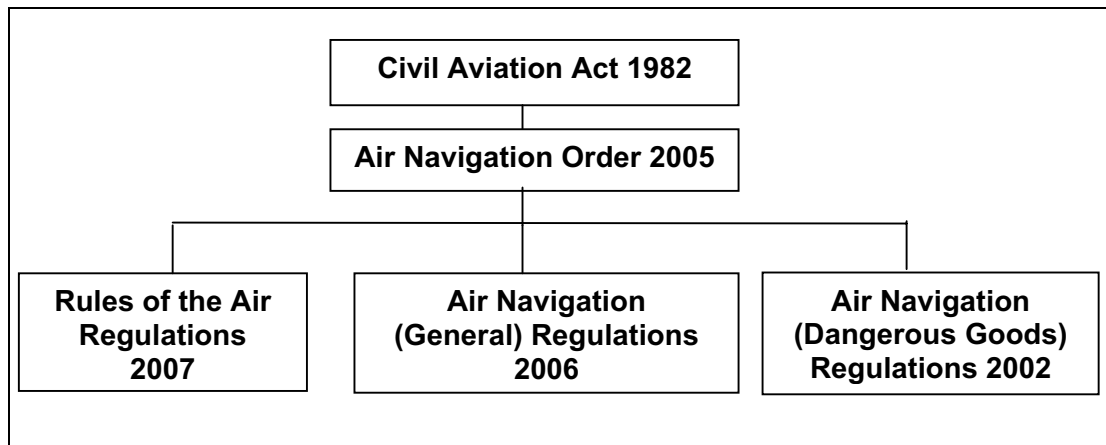 Civil Aviation Act 1982
Air Navigation Order 2005
Rules of the Air
Regulations
2007
Air Navigation
(General) Regulations
2006
Air Navigation
(Dangerous Goods)
Regulations 2002